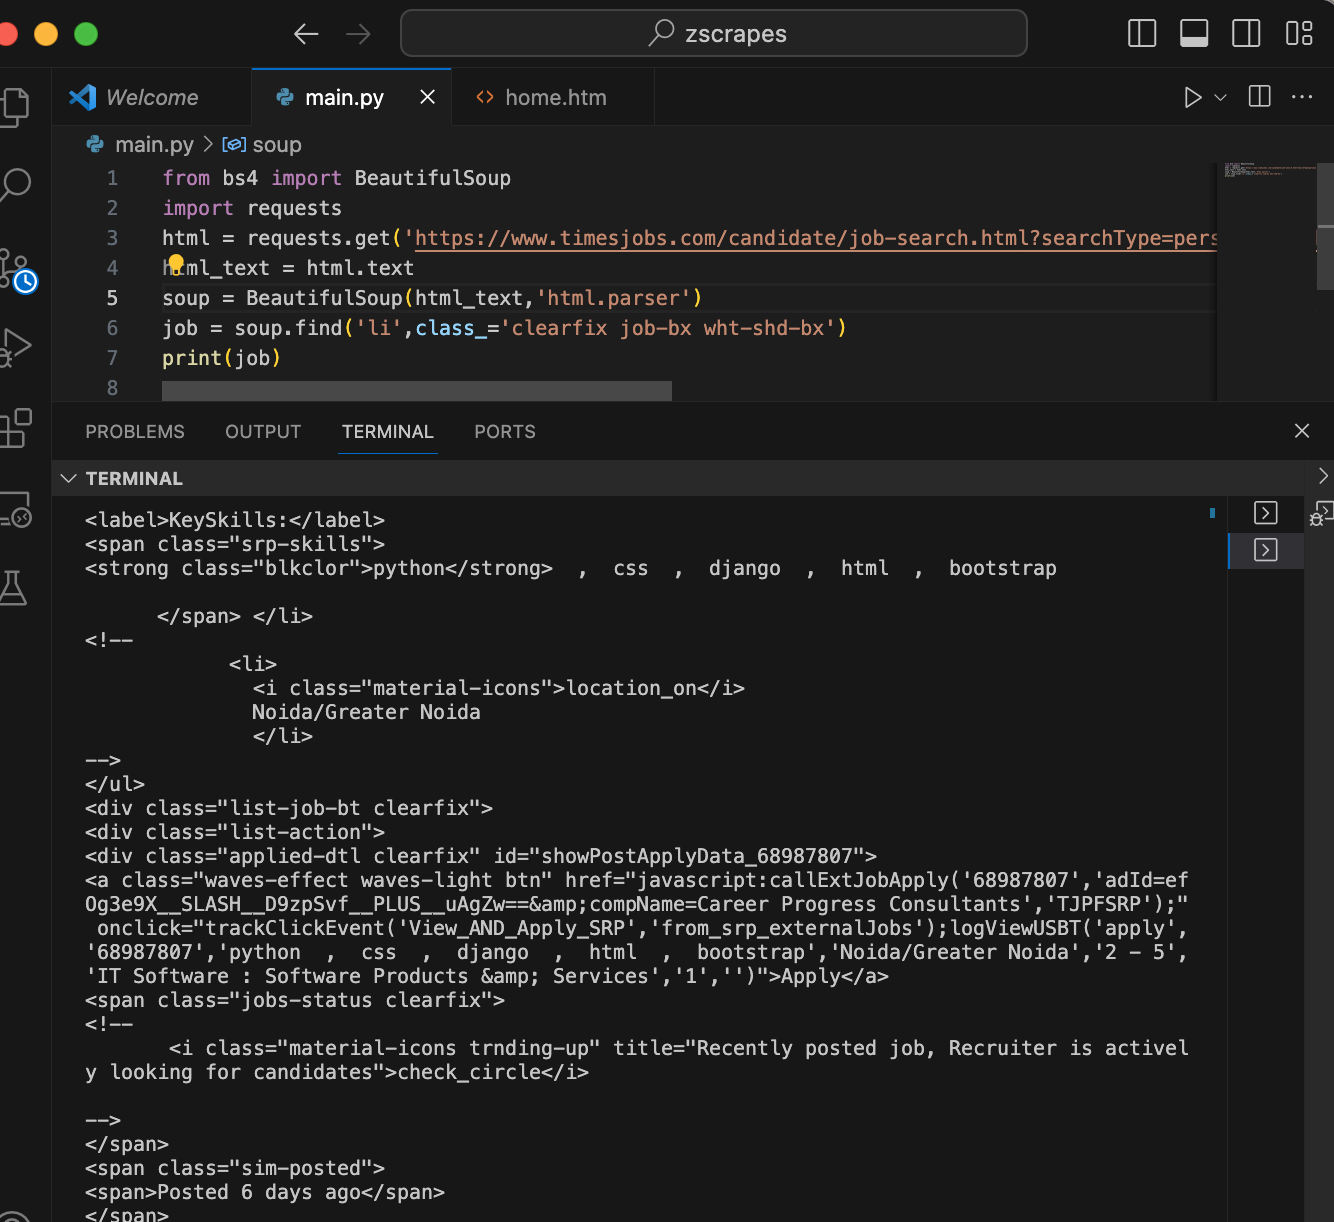 zscrapes
Welcome
main.py
home.htm
main.py > soup
1 from bs4 import BeautifulSoup
2 import requests
3 html = requests.get('https://www.timesjobs.com/candidate/job-search.html?searchType=pers
4 html_text = html.text
5 soup = BeautifulSoup(html_text,'html.parser')
6 job = soup.find('li',class_='clearfix job-bx wht-shd-bx')
7 print(job)
8
PROBLEMS OUTPUT TERMINAL PORTS
TERMINAL
<label>KeySkills:</label>
<span class="srp-skills">
<strong class="blkclor">python</strong>  ,  css  ,  django  ,  html  ,  bootstrap
</span> </li>
<!--
<li>
<i class="material-icons">location_on</i>
Noida/Greater Noida
</li>
-->
</ul>
<div class="list-job-bt clearfix">
<div class="list-action">
<div class="applied-dtl clearfix" id="showPostApplyData_68987807">
<a class="waves-effect waves-light btn" href="javascript:callExtJobApply('68987807','adId=ef
Og3e9X__SLASH__D9zpSvf__PLUS__uAgZw==&amp;compName=Career Progress Consultants','TJPFSRP');"
onclick="trackClickEvent('View_AND_Apply_SRP','from_srp_externalJobs');logViewUSBT('apply',
'68987807','python  ,  css  ,  django  ,  html  ,  bootstrap','Noida/Greater Noida','2 - 5',
'IT Software : Software Products &amp; Services','1','')">Apply</a>
<span class="jobs-status clearfix">
<!--
<i class="material-icons trnding-up" title="Recently posted job, Recruiter is activel
y looking for candidates">check_circle</i>
-->
</span>
<span class="sim-posted">
<span>Posted 6 days ago</span>
</span>